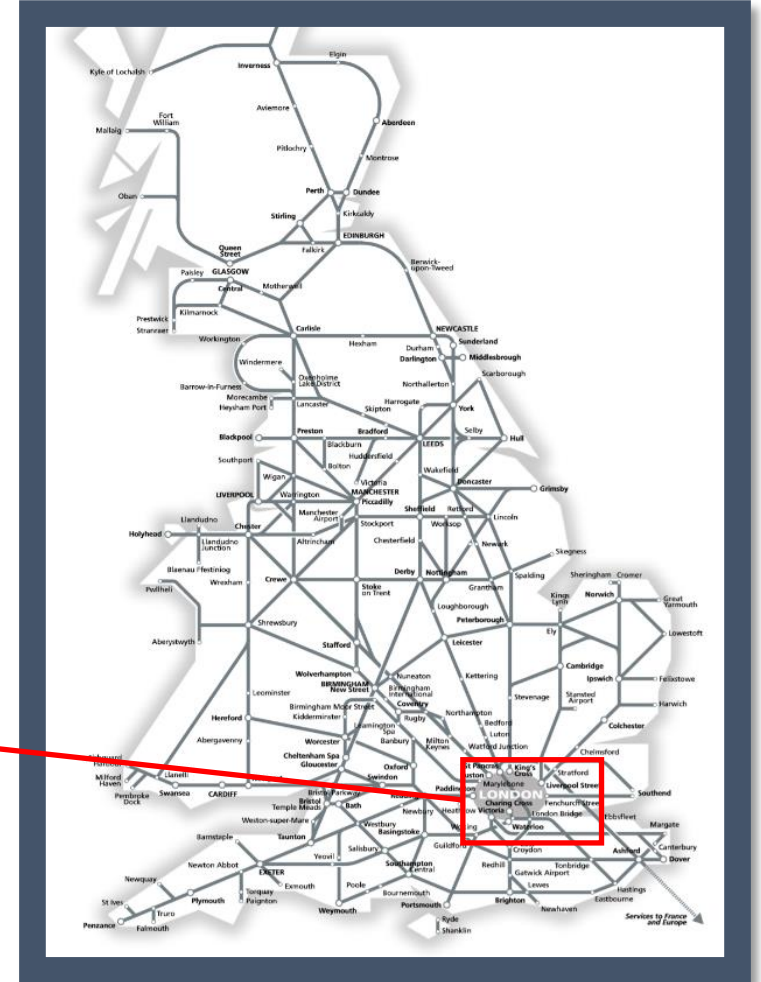 Elgin
Inverness
Kyle of Lochalsh
Aviemore
Fort
William
Mallaig
Aberdeen
Pitlochry
Montrose
Perth
Dundee
Oban
Stirling
Kirkcaldy
EDINBURGH
Queen
Street
Falkirk
Berwick-
upon-Tweed
Paisley
GLASGOW
Central
Motherwell
Prestwick
Kilmarnock
Stranraer
Carlisle
NEWCASTLE
Workington
Hexham
Sunderland
Durham
Darlington
Middlesbrough
Windermere
Scarborough
Oxenholme
Lake District
Northallerton
Barrow-in-Furness
Morecambe
Heysham Port
Lancaster
Harrogate
York
Skipton
Blackpool
Preston
Bradford
Selby
Hull
Blackburn
LEEDS
Huddersfield
Southport
Bolton
Wakefield
Wigan
Victoria
Doncaster
Grimsby
LIVERPOOL
Warrington
MANCHESTER
Piccadilly
Manchester
Airport
Sheffield
Retford
Lincoln
Llandudno
Chester
Stockport
Worksop
Holyhead
Llandudno
Junction
Altrincham
Chesterfield
Newark
Skegness
Blaenau Ffestiniog
Wrexham
Crewe
Derby
Nottingham
Pwllheli
Stoke
on Trent
Grantham
Spalding
Sheringham
Cromer
Kings
Lynn
Norwich
Great
Yarmouth
Loughborough
Shrewsbury
Peterborough
Ely
Lowestoft
Aberystwyth
Stafford
Leicester
Wolverhampton
Nuneaton
Kettering
Cambridge
BIRMINGHAM
New Street
Birmingham
International
Ipswich
Felixstowe
Leominster
Stevenage
Stansted
Airport
Birmingham Moor Street
Coventry
Harwich
Hereford
Kidderminster
Rugby
Northampton
Leamington
Spa
Bedford
Colchester
Abergavenny
Worcester
Banbury
Milton
Keynes
Luton
Cheltenham Spa
Watford Junction
Chelmsford
Gloucester
Oxford
St Pancras
King's
Cross
Euston
Stratford
Milford
Haven
Llanelli
Swindon
Paddington
Marylebone
Liverpool Street
Pembroke
Dock
Swansea
CARDIFF
Bristol Parkway
LONDON
Southend
Bristol
Temple Meads
Bath
Charing Cross
Fenchurch Street
Newbury
Heathrow
Victoria
London Bridge
Ebbsfleet
Weston-super-Mare
Westbury
Basingstoke
Woking
Waterloo
Margate
Barnstaple
Taunton
Guildford
Croydon
Canterbury
Salisbury
Ashford
Dover
Yeovil
Redhill
Tonbridge
Newton Abbot
EXETER
Southampton
Central
Gatwick Airport
Newquay
Exmouth
Poole
Lewes
Hastings
Torquay
Paignton
Bournemouth
Brighton
Eastbourne
St Ives
Plymouth
Weymouth
Portsmouth
Newhaven
Truro
Ryde
Services to France
and Europe
Penzance
Falmouth
Shanklin